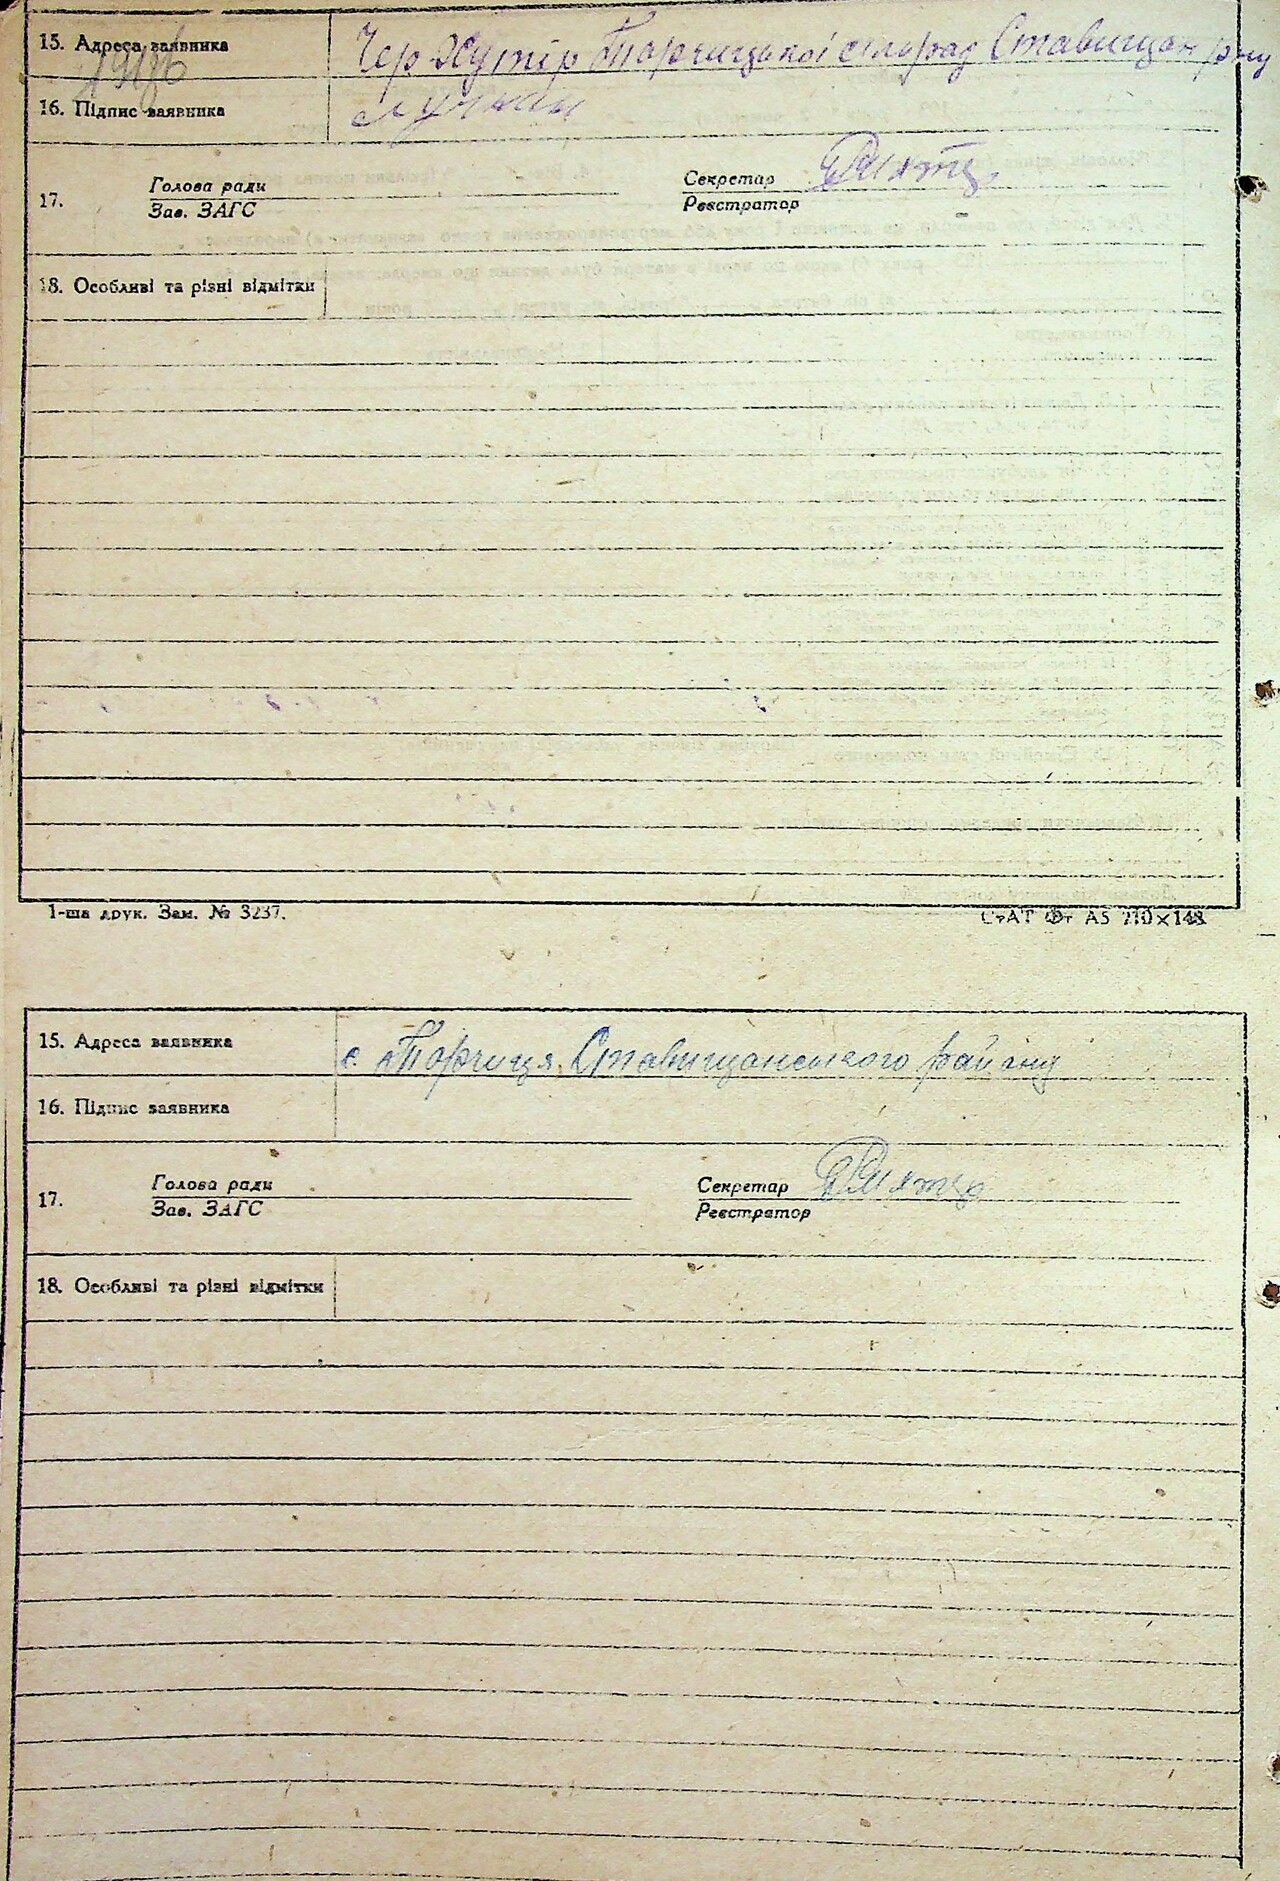 15. Адреса заявника Чер-Хутір Торчицької сільрад Ставищан р-ну
16. Підпис заявника
17. Голова ради Секретар
Зав. ЗАГС Реєстратор
18. Особливі та різні відмітки
1-ша друк. Зам. № 3237. СтАТ Фт А5 210×148
15. Адреса заявника с. Торчиця, Ставищанського району
16. Підпис заявника
17. Голова ради Секретар
Зав. ЗАГС Реєстратор
18. Особливі та різні відмітки